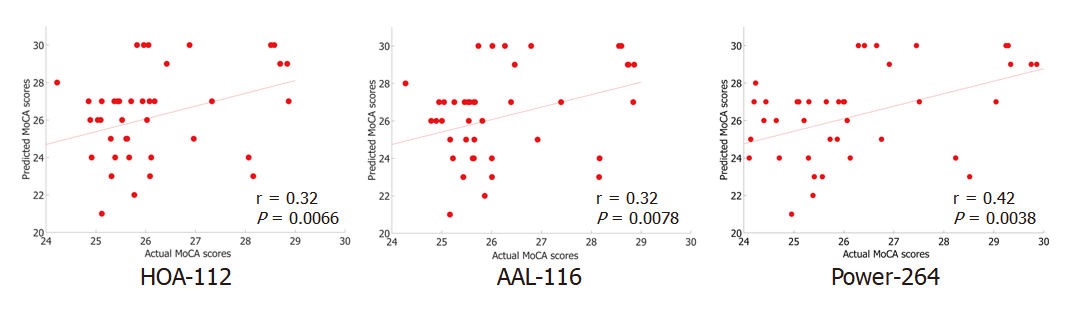 Predicted MoCA scores
30
28
26
24
22
20
24
25
26
27
28
29
30
r = 0.32
P = 0.0066
Actual MoCA scores
HOA-112
Predicted MoCA scores
30
28
26
24
22
20
24
25
26
27
28
29
30
r = 0.32
P = 0.0078
Actual MoCA scores
AAL-116
Predicted MoCA scores
30
28
26
24
22
20
24
25
26
27
28
29
30
r = 0.42
P = 0.0038
Actual MoCA scores
Power-264